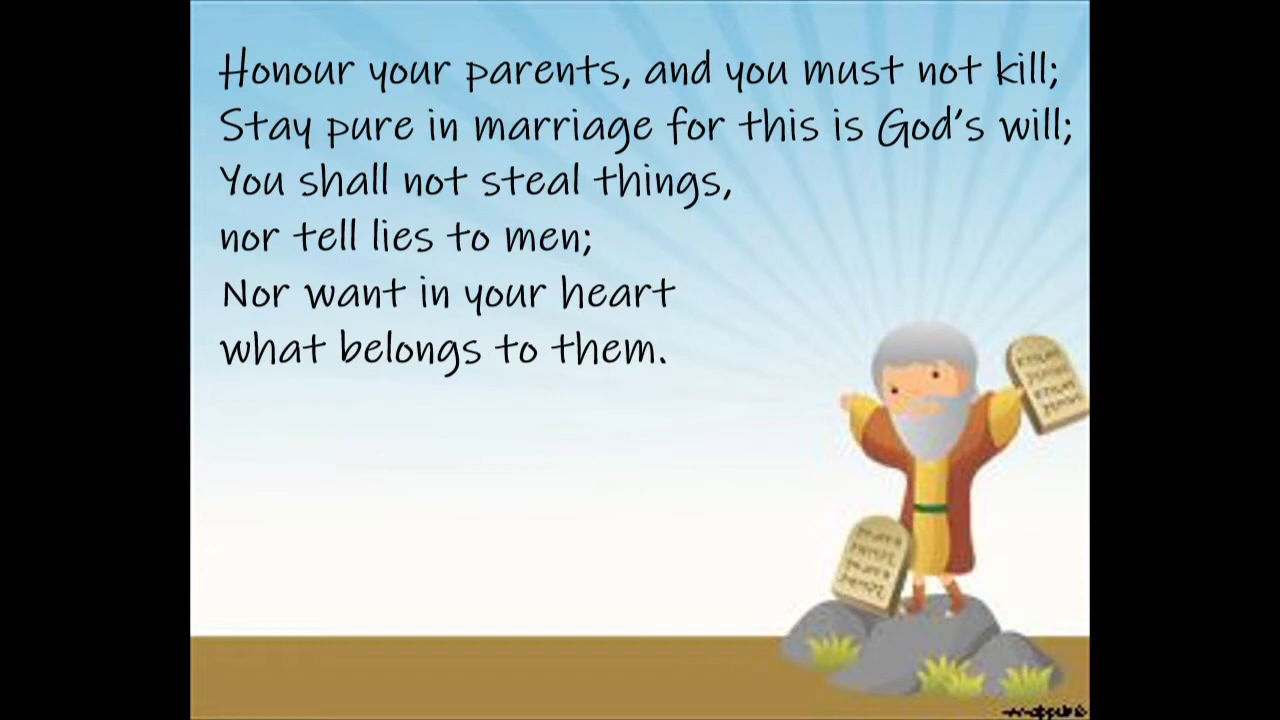 Honour your parents, and you must not kill;
Stay pure in marriage for this is God's will;
You shall not steal things,
nor tell lies to men;
Nor want in your heart
what belongs to them.